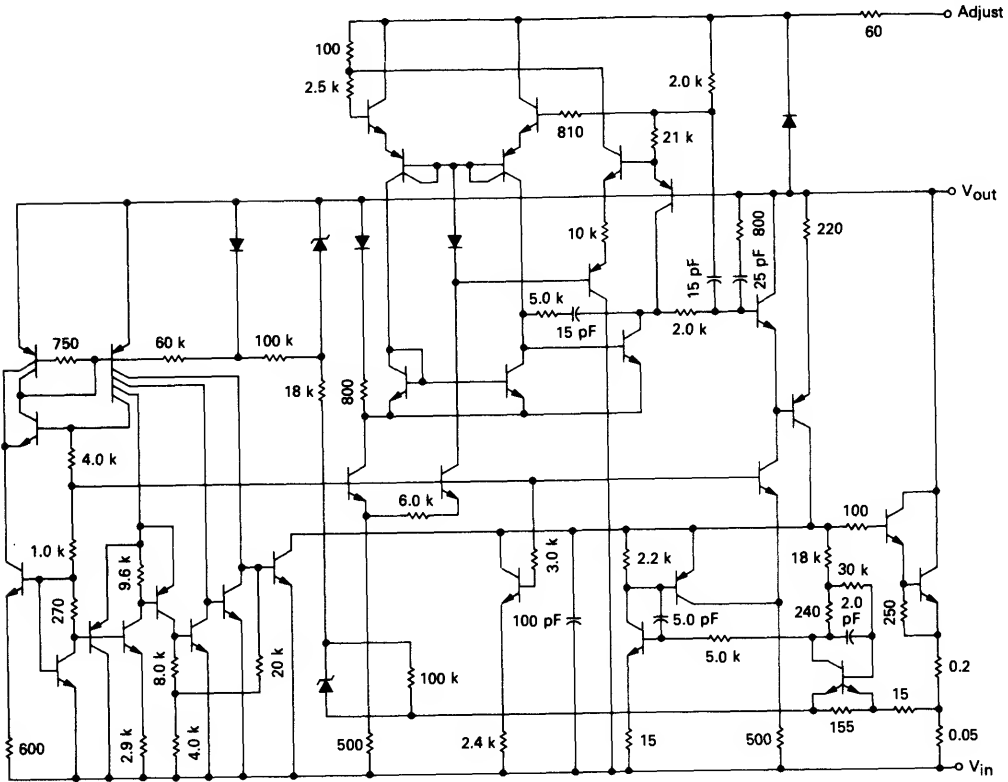 Adjust
60
100
2.5 k
2.0 k
810
21 k
Vout
10 k
15 pF
25 pF
800
220
5.0 k
15 pF
2.0 k
750
60 k
100 k
18 k
800
4.0 k
6.0 k
1.0 k
9.6 k
3.0 k
2.2 k
100
18 k
30 k
270
100 pF
5.0 pF
240
2.0
pF
250
8.0 k
20 k
5.0 k
100 k
0.2
15
155
600
2.9 k
4.0 k
500
2.4 k
15
500
0.05
Vin